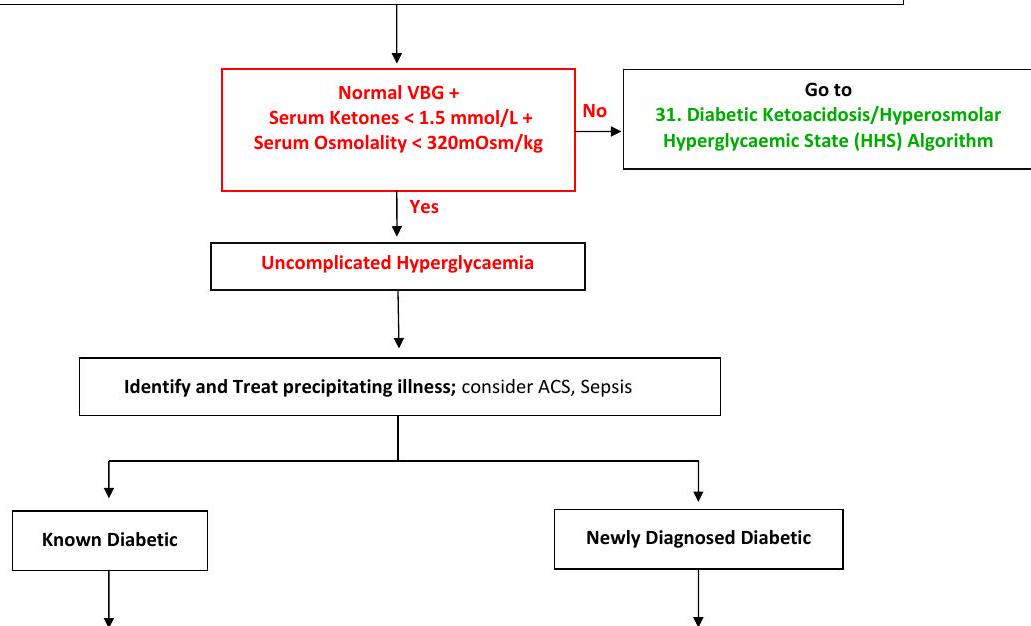 Normal VBG +
Serum Ketones < 1.5 mmol/L +
Serum Osmolality < 320mOsm/kg
No
Go to
31. Diabetic Ketoacidosis/Hyperosmolar
Hyperglycaemic State (HHS) Algorithm
Yes
Uncomplicated Hyperglycaemia
Identify and Treat precipitating illness; consider ACS, Sepsis
Known Diabetic
Newly Diagnosed Diabetic